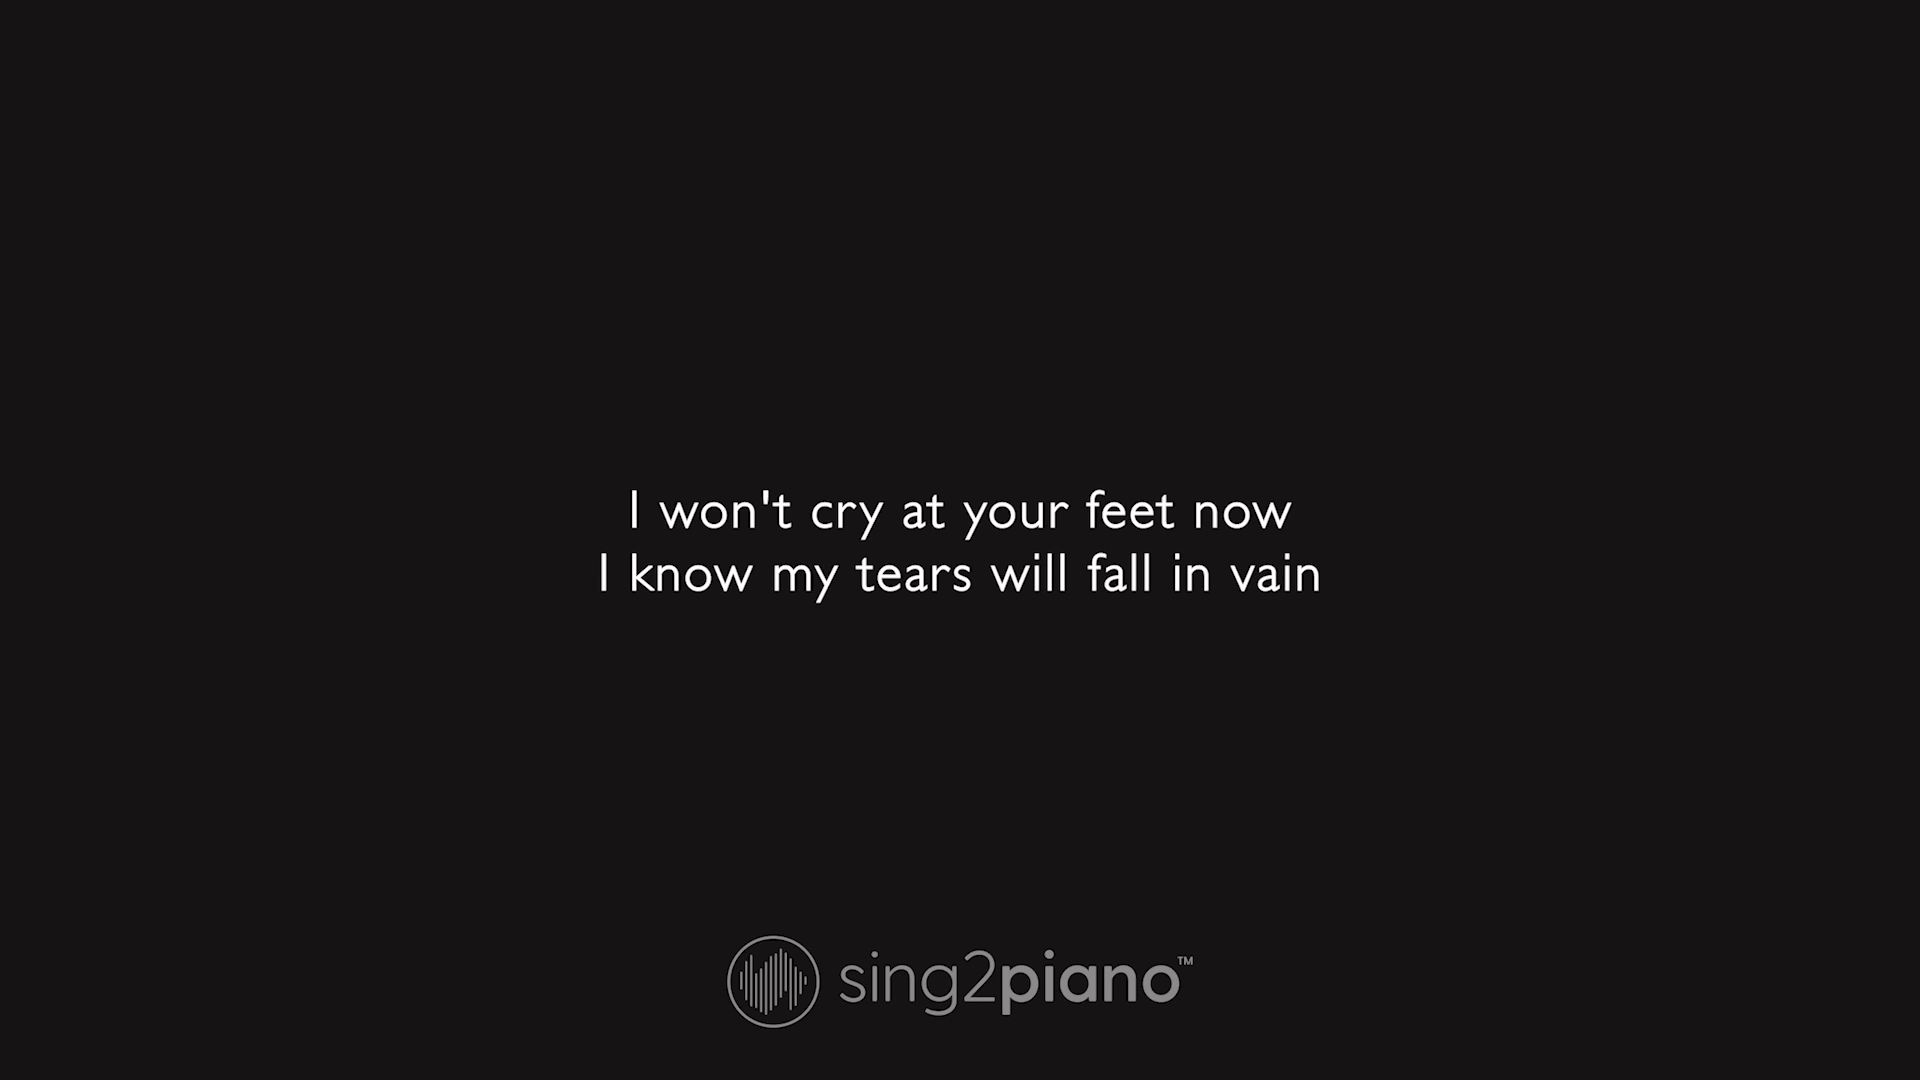 I won't cry at your feet now
I know my tears will fall in vain
sing2piano™